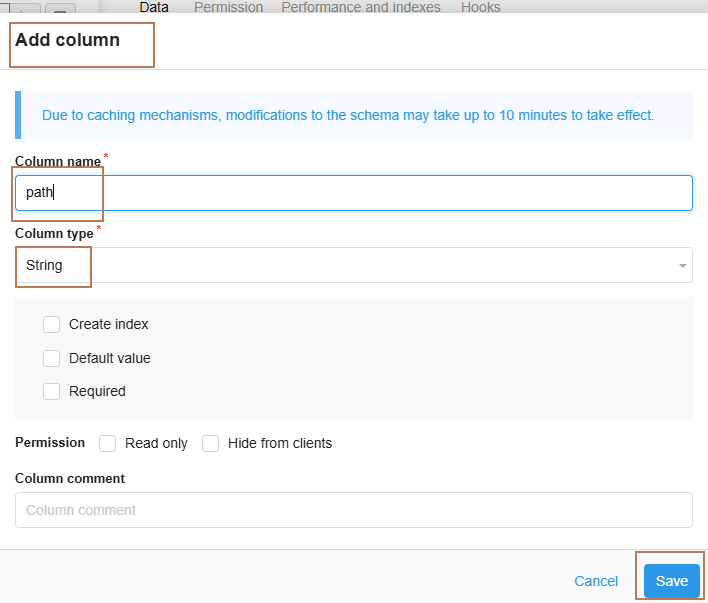 Data Permission Performance and indexes Hooks
Add column
Due to caching mechanisms, modifications to the schema may take up to 10 minutes to take effect.
Column name *
path
Column type *
String
Create index
Default value
Required
Permission Read only Hide from clients
Column comment
Column comment
Cancel Save